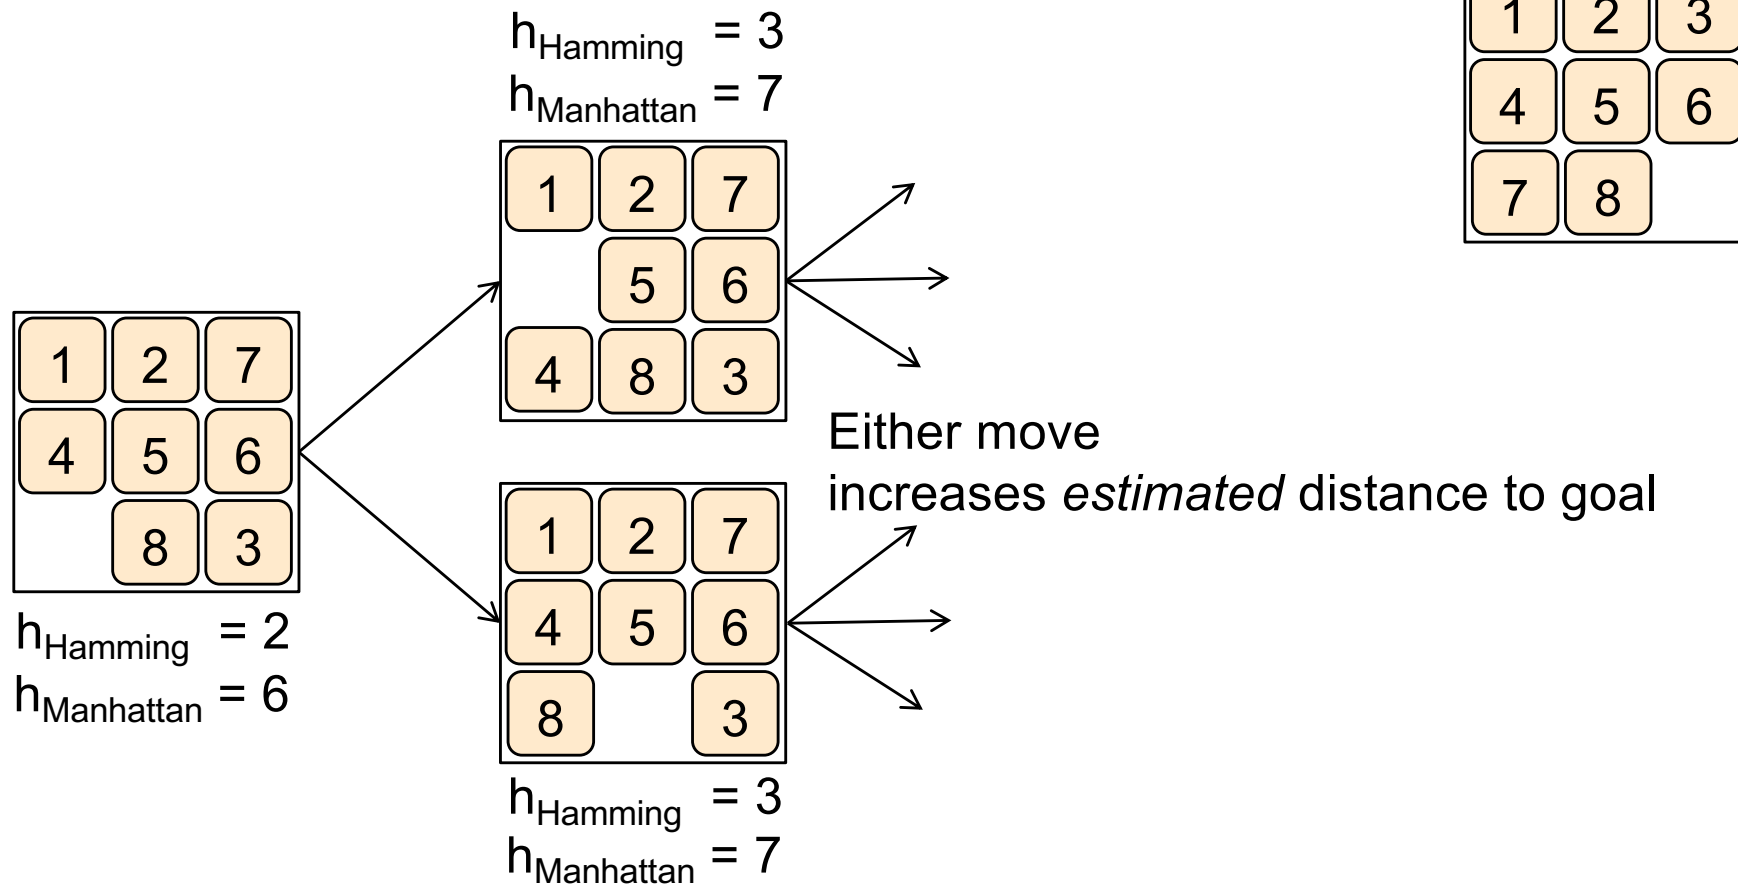 h_Hamming = 3
h_Manhattan = 7
1 2 7
5 6
4 8 3
1 2 3
4 5 6
7 8
1 2 7
4 5 6
8 3
h_Hamming = 2
h_Manhattan = 6
Either move
increases estimated distance to goal
1 2 7
4 5 6
8 3
h_Hamming = 3
h_Manhattan = 7